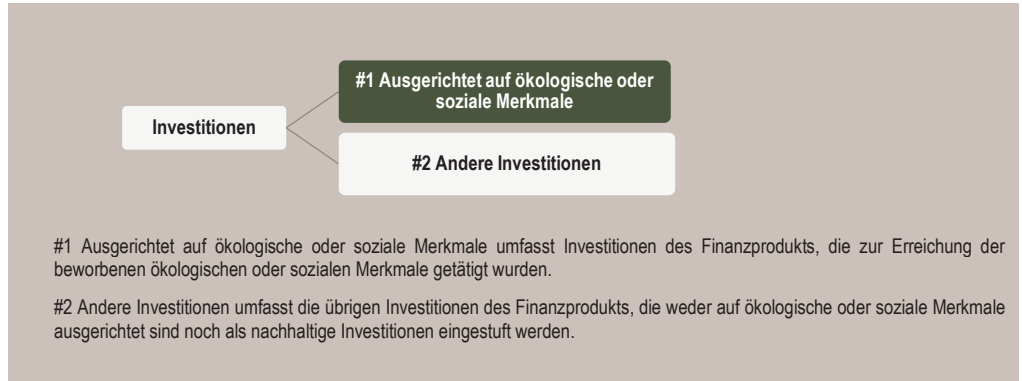 #1 Ausgerichtet auf ökologische oder
soziale Merkmale
Investitionen
#2 Andere Investitionen
#1 Ausgerichtet auf ökologische oder soziale Merkmale umfasst Investitionen des Finanzprodukts, die zur Erreichung der
beworbenen ökologischen oder sozialen Merkmale getätigt wurden.
#2 Andere Investitionen umfasst die übrigen Investitionen des Finanzprodukts, die weder auf ökologische oder soziale Merkmale
ausgerichtet sind noch als nachhaltige Investitionen eingestuft werden.